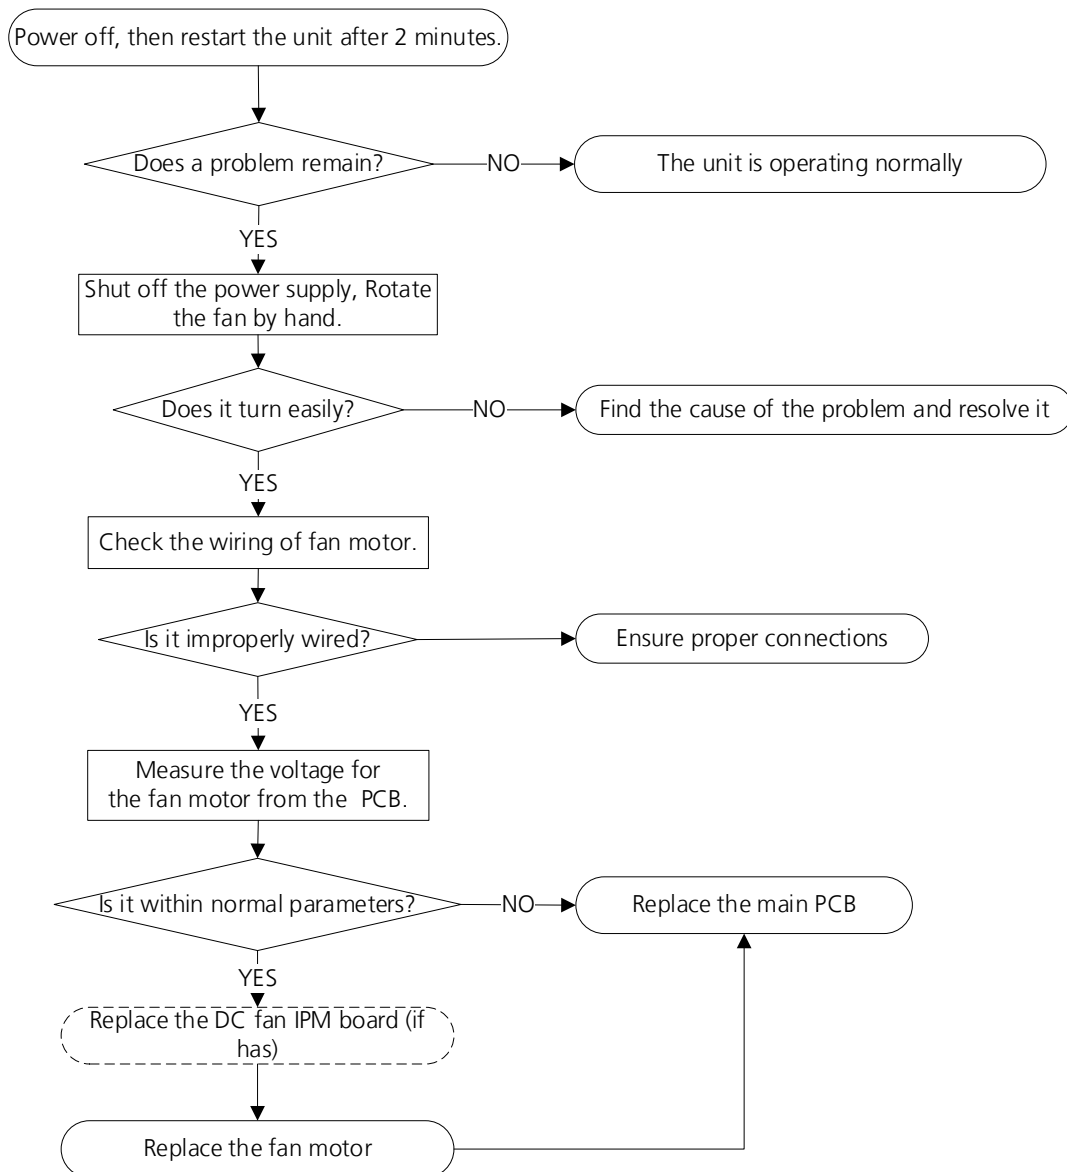 Power off, then restart the unit after 2 minutes.
Does a problem remain?
NO
The unit is operating normally
YES
Shut off the power supply, Rotate
the fan by hand.
Does it turn easily?
NO
Find the cause of the problem and resolve it
YES
Check the wiring of fan motor.
Is it improperly wired?
Ensure proper connections
YES
Measure the voltage for
the fan motor from the PCB.
Is it within normal parameters?
NO
Replace the main PCB
YES
Replace the DC fan IPM board (if
has)
Replace the fan motor